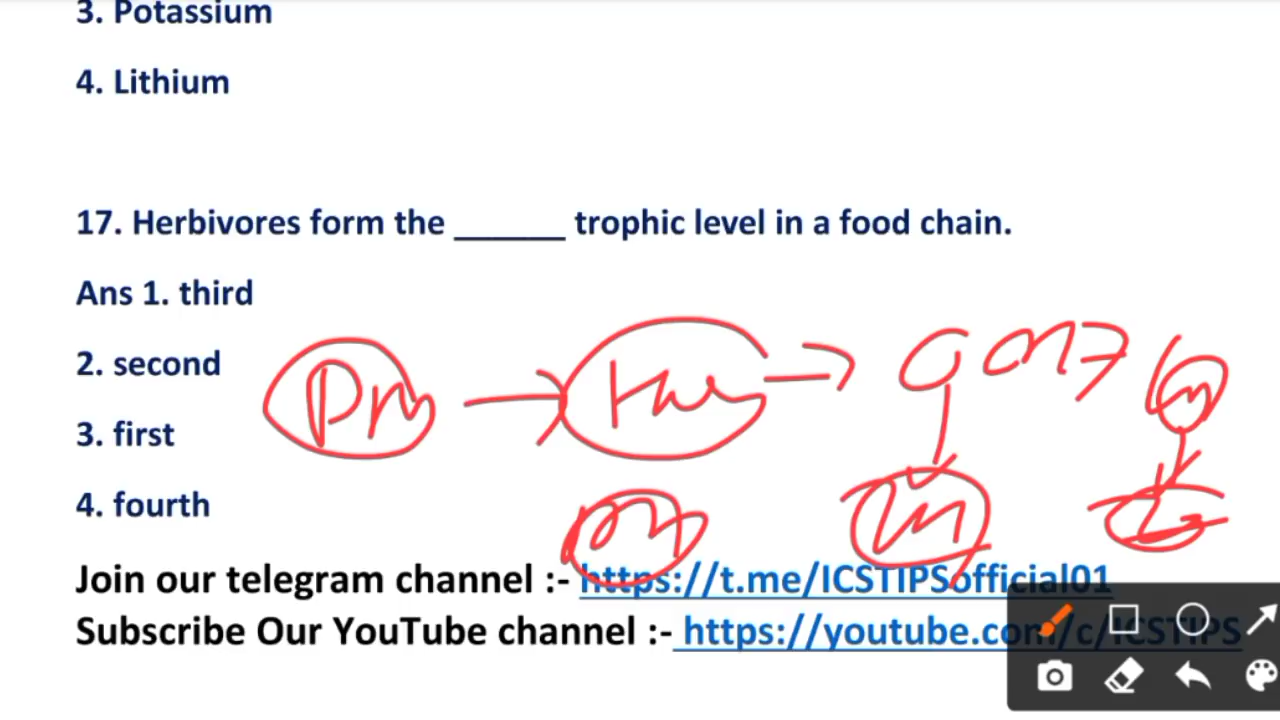 3. Potassium
4. Lithium
17. Herbivores form the ______ trophic level in a food chain.
Ans 1. third
2. second
3. first
4. fourth
Join our telegram channel :- https://t.me/ICSTIPSofficial01
Subscribe Our YouTube channel :- https://youtube.com/c/ICSTIPS